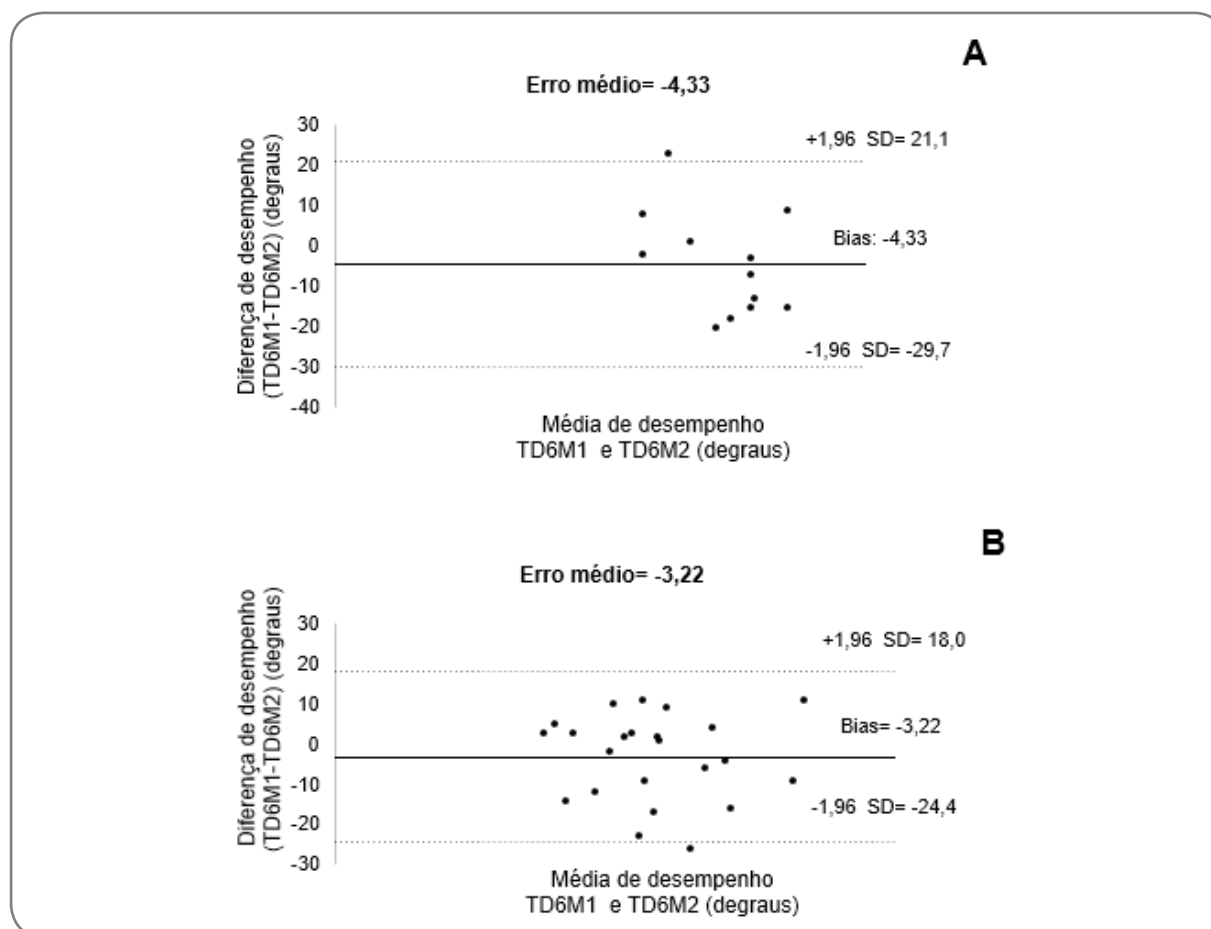 A
Erro médio= -4,33
Diferença de desempenho
(TD6M1-TD6M2) (degraus)
30
20
10
0
-10
-20
-30
-40
+1,96 SD= 21,1
Bias: -4,33
-1,96 SD= -29,7
Média de desempenho
TD6M1 e TD6M2 (degraus)
B
Erro médio= -3,22
Diferença de desempenho
(TD6M1-TD6M2) (degraus)
30
20
10
0
-10
-20
-30
+1,96 SD= 18,0
Bias= -3,22
-1,96 SD= -24,4
Média de desempenho
TD6M1 e TD6M2 (degraus)